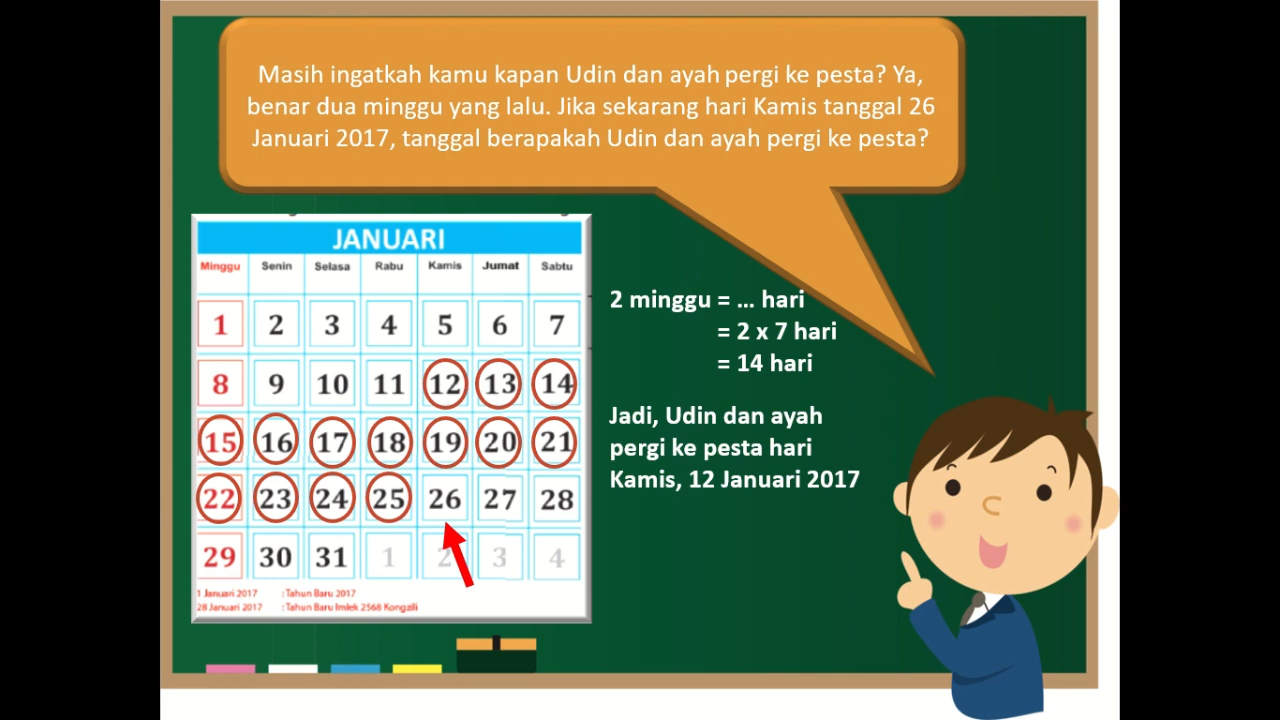 Masih ingatkah kamu kapan Udin dan ayah pergi ke pesta? Ya,
benar dua minggu yang lalu. Jika sekarang hari Kamis tanggal 26
Januari 2017, tanggal berapakah Udin dan ayah pergi ke pesta?
JANUARI
Minggu Senin Selasa Rabu Kamis Jumat Sabtu
1 2 3 4 5 6 7
8 9 10 11 12 13 14
15 16 17 18 19 20 21
22 23 24 25 26 27 28
29 30 31 1 2 3 4
1 Januari 2017 : Tahun Baru 2017
28 Januari 2017 : Tahun Baru Imlek 2568 Kongzili
2 minggu = ... hari
= 2 x 7 hari
= 14 hari
Jadi, Udin dan ayah
pergi ke pesta hari
Kamis, 12 Januari 2017